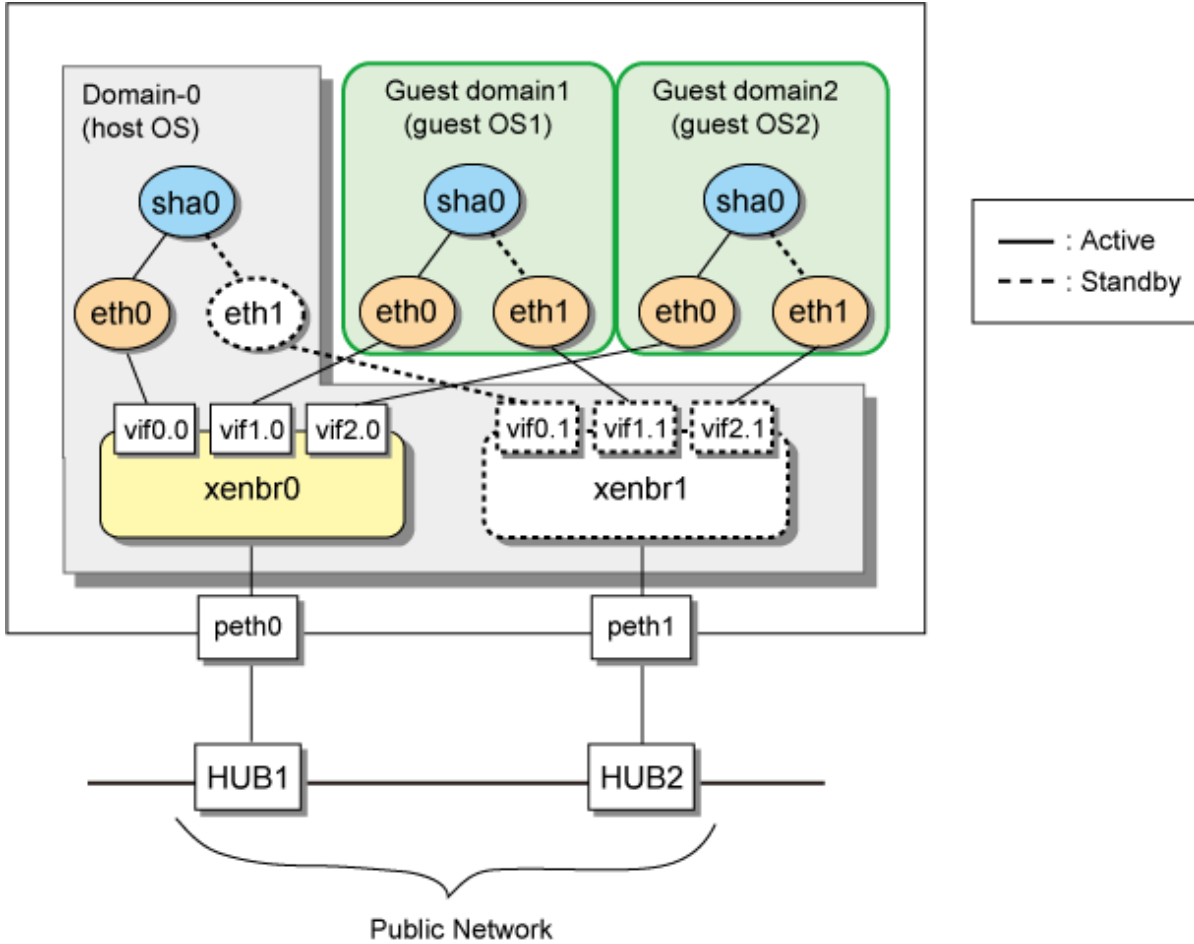 Domain-0
(host OS)
Guest domain1
(guest OS1)
Guest domain2
(guest OS2)
sha0
sha0
sha0
eth0
eth1
eth0
eth1
eth0
eth1
: Active
: Standby
vif0.0
vif1.0
vif2.0
vif0.1
vif1.1
vif2.1
xenbr0
xenbr1
peth0
peth1
HUB1
HUB2
Public Network